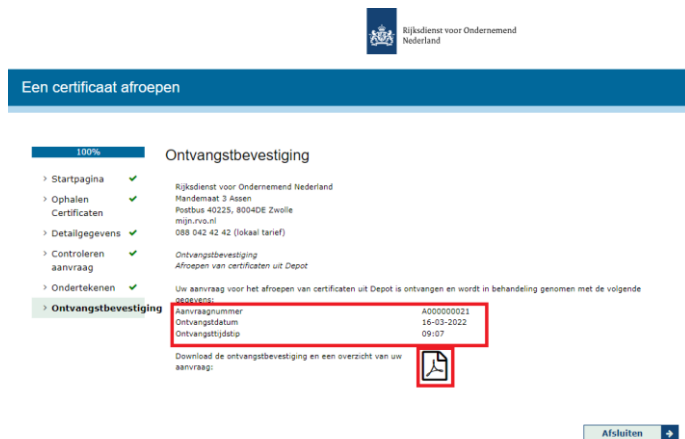 Rijksdienst voor Ondernemend
Nederland
Een certificaat afroepen
100%
Startpagina
Ophalen
Certificaten
Detailgegevens
Controleren
aanvraag
Ondertekenen
Ontvangstbevestiging
Ontvangstbevestiging
Rijksdienst voor Ondernemend Nederland
Mandemaat 3 Assen
Postbus 40225, 8004DE Zwolle
mijn.rvo.nl
088 042 42 42 (lokaal tarief)
Ontvangstbevestiging
Afroepen van certificaten uit Depot
Uw aanvraag voor het afroepen van certificaten uit Depot is ontvangen en wordt in behandeling genomen met de volgende
gegevens:
Aanvraagnummer A000000021
Ontvangstdatum 16-03-2022
Ontvangsttijdstip 09:07
Download de ontvangstbevestiging en een overzicht van uw
aanvraag:
Afsluiten